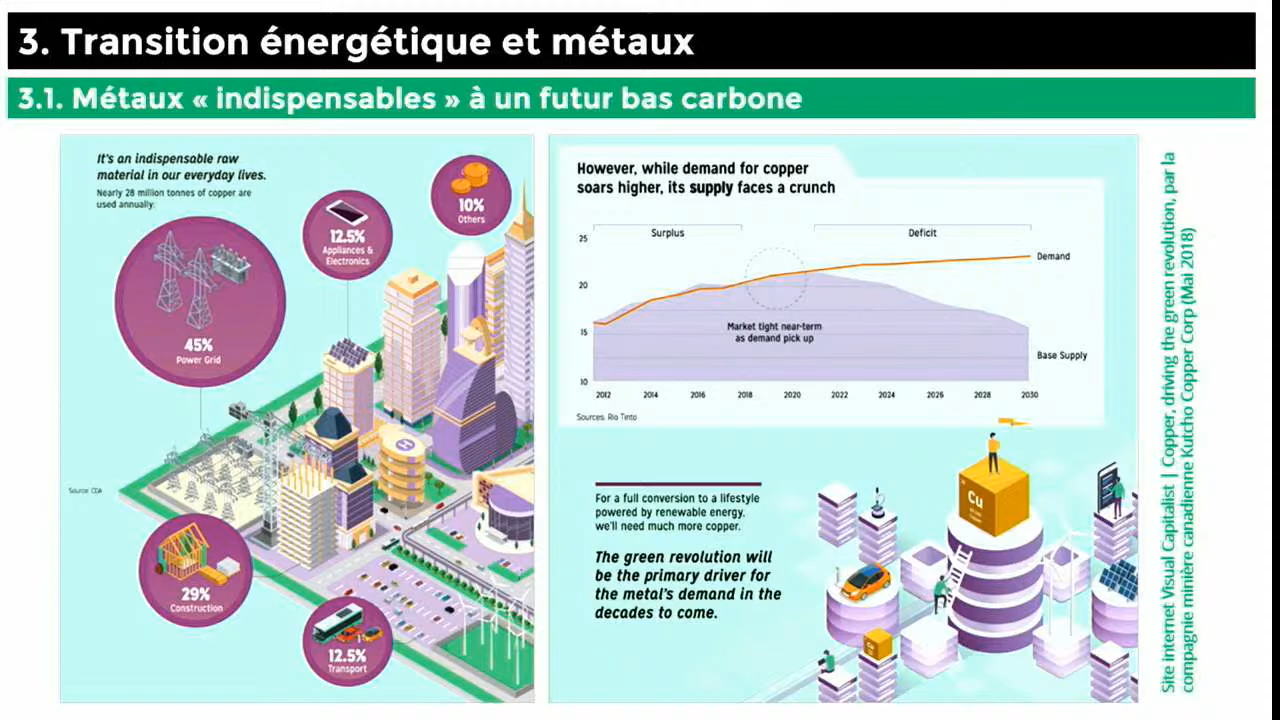 3. Transition énergétique et métaux
3.1. Métaux « indispensables » à un futur bas carbone
It's an indispensable raw
material in our everyday lives.
Nearly 28 million tonnes of copper are
used annually.
10%
Others
12.5%
Appliances &
Electronics
45%
Power Grid
Source: CDA
29%
Construction
12.5%
Transport
However, while demand for copper
soars higher, its supply faces a crunch
Surplus
Deficit
25
20
15
10
Demand
Market tight near-term
as demand pick up
Base Supply
2012 2014 2016 2018 2020 2022 2024 2026 2028 2030
Sources: Rio Tinto
For a full conversion to a lifestyle
powered by renewable energy,
we'll need much more copper.
The green revolution will
be the primary driver for
the metal's demand in the
decades to come.
Cu
Cu
Site internet Visual Capitalist | Copper, driving the green revolution, par la
compagnie minière canadienne Kutcho Copper Corp (Mai 2018)